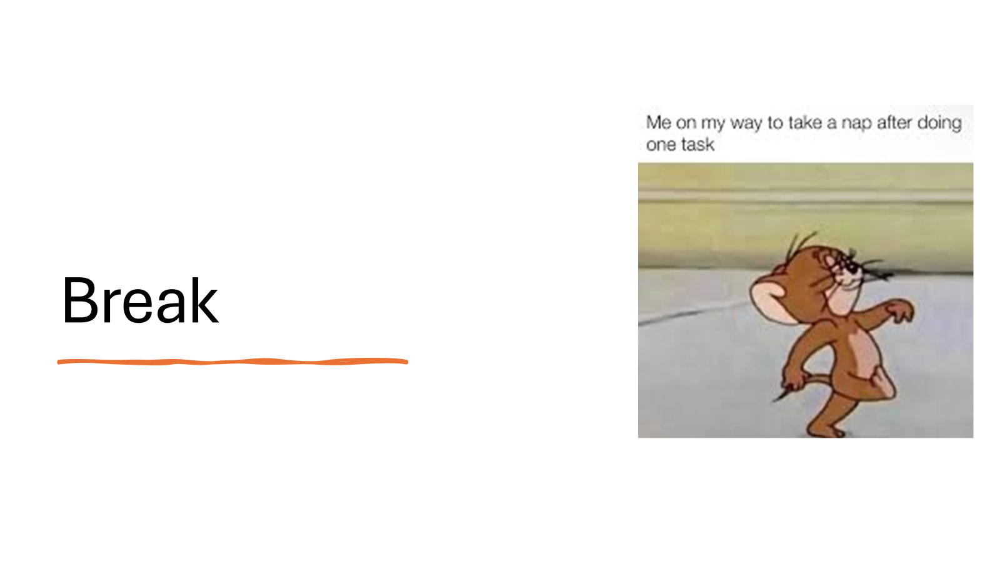 Break
Me on my way to take a nap after doing
one task